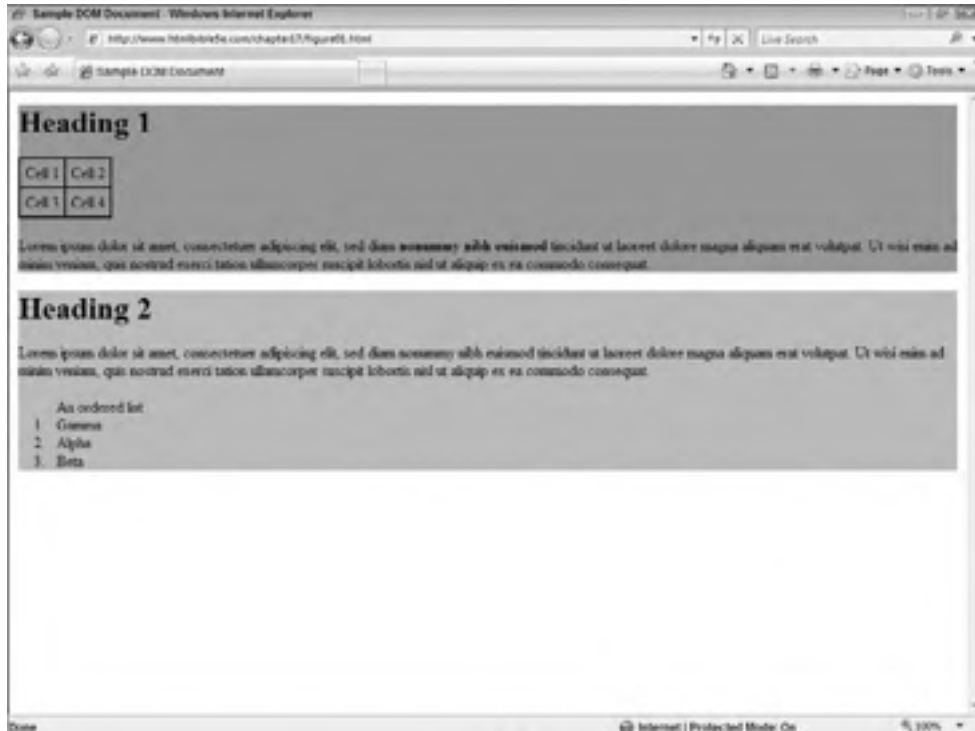 Sample DOM Document - Windows Internet Explorer
Live Search
Sample DOM Document
Page Tools
Heading 1
Cell 1 Cell 2
Cell 3 Cell 4
Lorem ipsum dolor sit amet, consectetuer adipiscing elit, sed diam nonummy nibh euismod tincidunt ut laoreet dolore magna aliquam erat volutpat. Ut wisi enim ad
minim veniam, quis nostrud exerci tation ullamcorper suscipit lobortis nisl ut aliquip ex ea commodo consequat.
Heading 2
Lorem ipsum dolor sit amet, consectetuer adipiscing elit, sed diam nonummy nibh euismod tincidunt ut laoreet dolore magna aliquam erat volutpat. Ut wisi enim ad
minim veniam, quis nostrud exerci tation ullamcorper suscipit lobortis nisl ut aliquip ex ea commodo consequat.
An ordered list
1. Gamma
2. Alpha
3. Beta
Done Internet | Protected Mode: On 100%